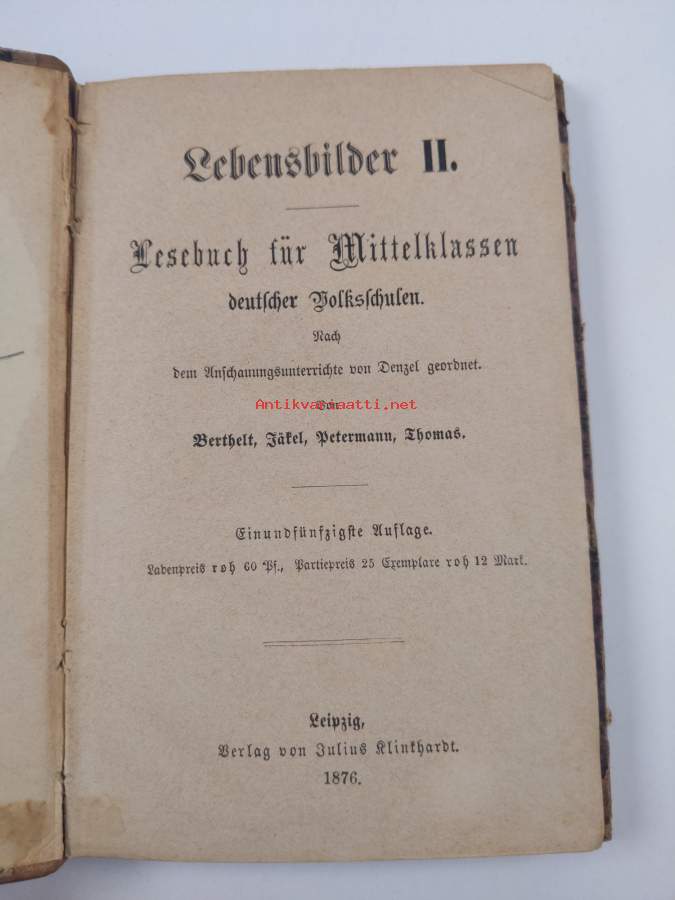 Lebensbilder II.
Lesebuch für Mittelklassen
deutscher Volksschulen.
Nach
dem Anschauungsunterrichte von Denzel geordnet.
Antikvariaatti.net
Von
Berthelt, Jäkel, Petermann, Thomas.
Einundfünfzigste Auflage.
Ladenpreis roh 60 Pf., Partiepreis 25 Exemplare roh 12 Mark.
Leipzig,
Verlag von Julius Klinkhardt.
1876.